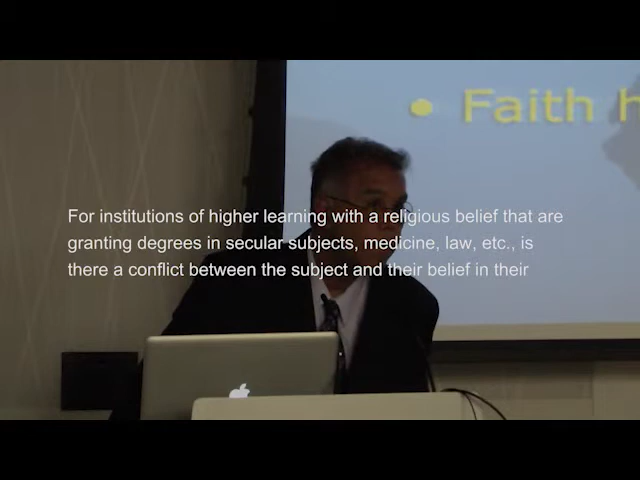 • Faith h
For institutions of higher learning with a religious belief that are
granting degrees in secular subjects, medicine, law, etc., is
there a conflict between the subject and their belief in their